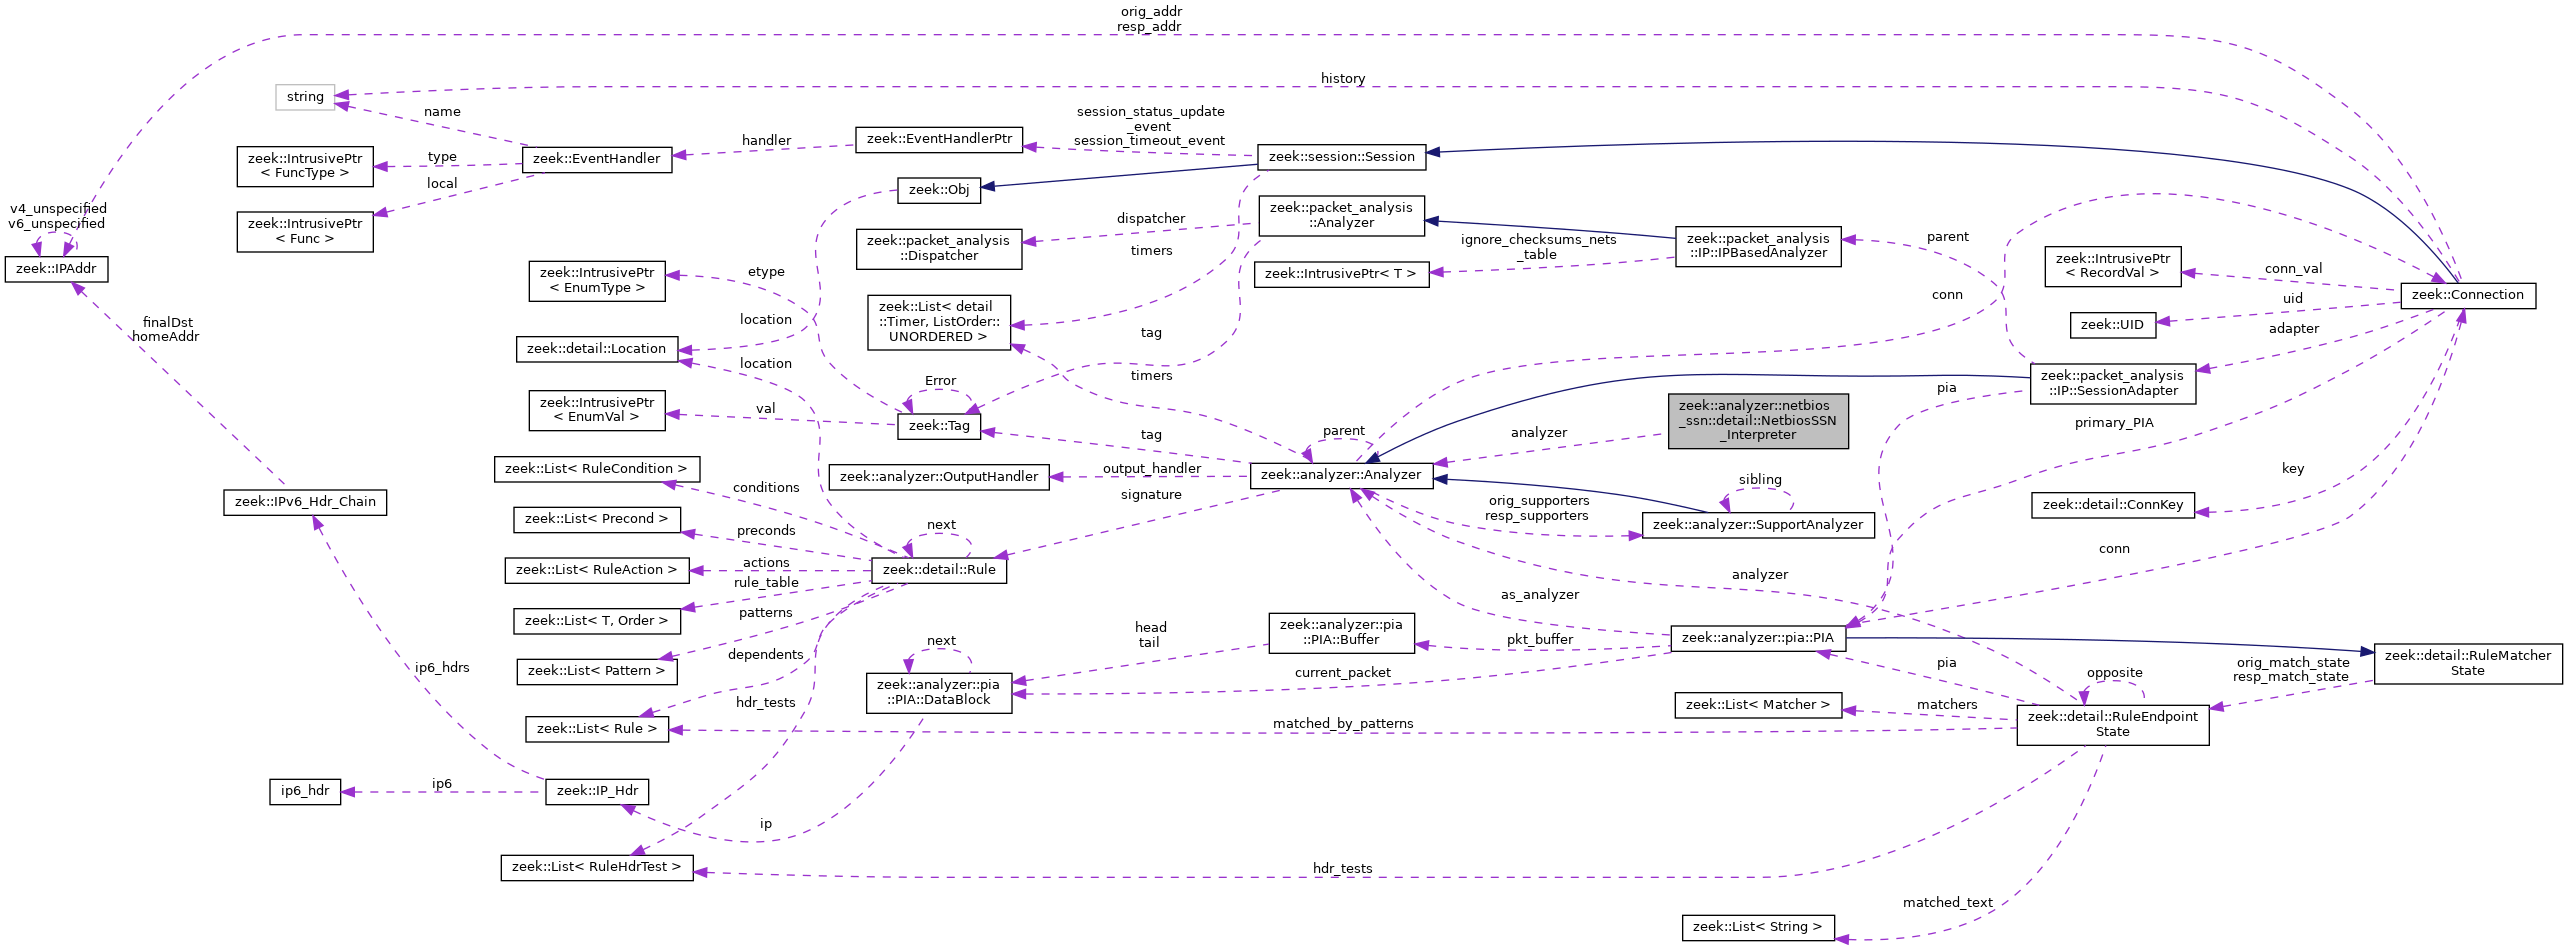 orig_addr
resp_addr
history
string
name
session_status_update
_event
session_timeout_event
handler
zeek::EventHandlerPtr
zeek::IntrusivePtr
< FuncType >
type
zeek::EventHandler
zeek::session::Session
local
zeek::Obj
zeek::IntrusivePtr
< Func >
v4_unspecified
v6_unspecified
zeek::IPAddr
dispatcher
zeek::packet_analysis
::Analyzer
zeek::packet_analysis
::Dispatcher
timers
ignore_checksums_nets
_table
zeek::packet_analysis
::IP::IPBasedAnalyzer
parent
zeek::IntrusivePtr
< RecordVal >
conn_val
zeek::Connection
zeek::IntrusivePtr
< EnumType >
etype
zeek::IntrusivePtr< T >
conn
uid
zeek::UID
adapter
zeek::List< detail
::Timer, ListOrder::
UNORDERED >
finalDst
homeAddr
location
zeek::detail::Location
location
tag
timers
zeek::packet_analysis
::IP::SessionAdapter
pia
Error
zeek::IntrusivePtr
< EnumVal >
val
zeek::Tag
tag
parent
analyzer
zeek::analyzer::netbios
_ssn::detail::NetbiosSSN
_Interpreter
primary_PIA
key
zeek::List< RuleCondition >
conditions
zeek::analyzer::OutputHandler
output_handler
zeek::analyzer::Analyzer
signature
sibling
orig_supporters
resp_supporters
zeek::analyzer::SupportAnalyzer
zeek::detail::ConnKey
zeek::IPv6_Hdr_Chain
zeek::List< Precond >
preconds
next
zeek::List< RuleAction >
actions
zeek::detail::Rule
rule_table
analyzer
conn
as_analyzer
zeek::List< T, Order >
patterns
head
tail
zeek::analyzer::pia
::PIA::Buffer
pkt_buffer
zeek::analyzer::pia::PIA
zeek::List< Pattern >
dependents
next
current_packet
pia
opposite
orig_match_state
resp_match_state
zeek::detail::RuleMatcher
State
ip6_hdrs
hdr_tests
zeek::analyzer::pia
::PIA::DataBlock
zeek::List< Matcher >
matchers
zeek::detail::RuleEndpoint
State
zeek::List< Rule >
matched_by_patterns
ip6_hdr
ip6
zeek::IP_Hdr
ip
zeek::List< RuleHdrTest >
hdr_tests
matched_text
zeek::List< String >